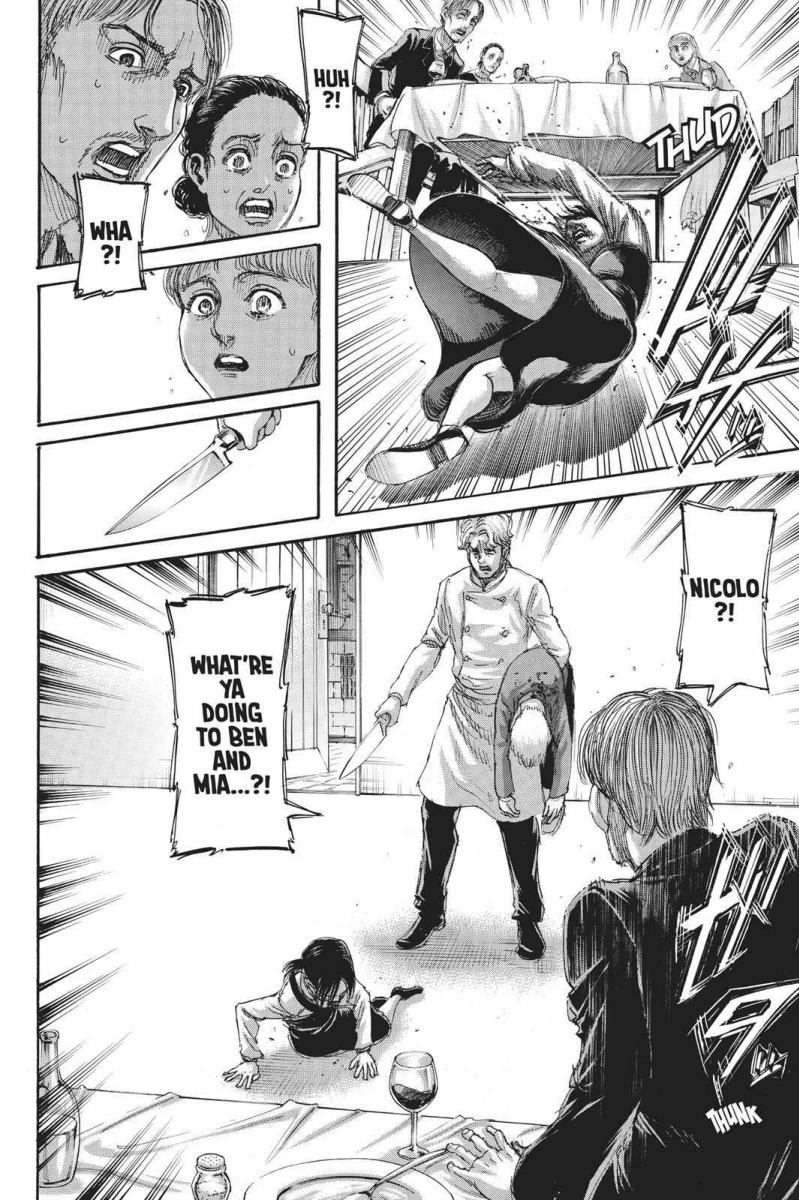 THUD
HUH
?!
WHA
?!
NICOLO
?!
WHAT'RE
YA
DOING
TO BEN
AND
MIA...?!
THUNK